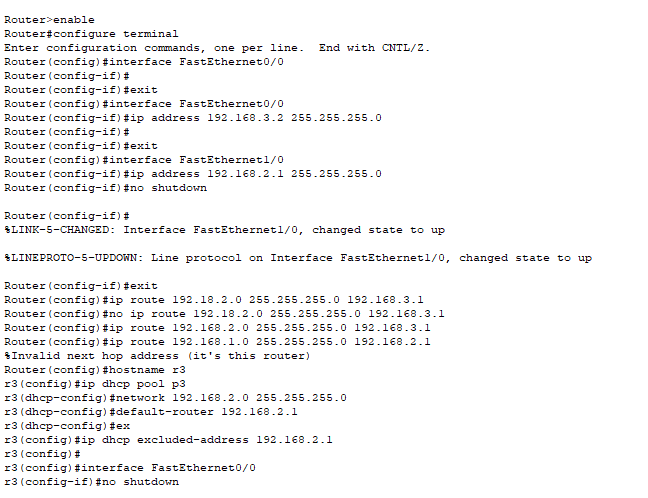 Router>enable
Router#configure terminal
Enter configuration commands, one per line.  End with CNTL/Z.
Router(config)#interface FastEthernet0/0
Router(config-if)#
Router(config-if)#exit
Router(config)#interface FastEthernet0/0
Router(config-if)#ip address 192.168.3.2 255.255.255.0
Router(config-if)#
Router(config-if)#exit
Router(config)#interface FastEthernet1/0
Router(config-if)#ip address 192.168.2.1 255.255.255.0
Router(config-if)#no shutdown
Router(config-if)#
%LINK-5-CHANGED: Interface FastEthernet1/0, changed state to up
%LINEPROTO-5-UPDOWN: Line protocol on Interface FastEthernet1/0, changed state to up
Router(config-if)#exit
Router(config)#ip route 192.18.2.0 255.255.255.0 192.168.3.1
Router(config)#no ip route 192.18.2.0 255.255.255.0 192.168.3.1
Router(config)#ip route 192.168.2.0 255.255.255.0 192.168.3.1
Router(config)#ip route 192.168.1.0 255.255.255.0 192.168.2.1
%Invalid next hop address (it's this router)
Router(config)#hostname r3
r3(config)#ip dhcp pool p3
r3(dhcp-config)#network 192.168.2.0 255.255.255.0
r3(dhcp-config)#default-router 192.168.2.1
r3(dhcp-config)#ex
r3(config)#ip dhcp excluded-address 192.168.2.1
r3(config)#
r3(config)#interface FastEthernet0/0
r3(config-if)#no shutdown